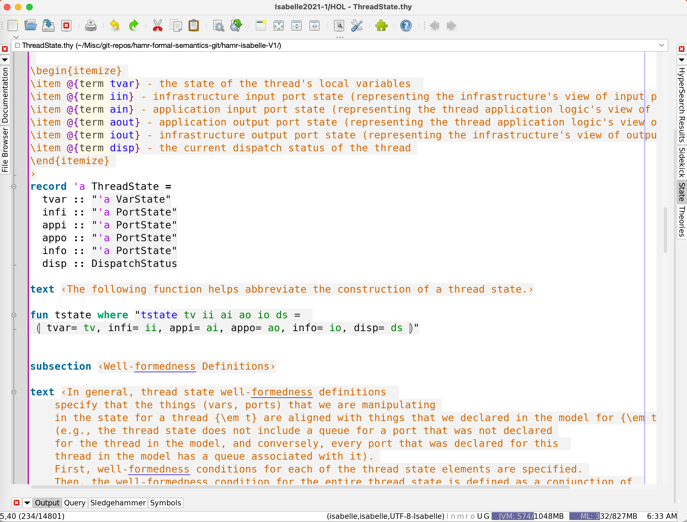 Isabelle2021-1/HOL - ThreadState.thy
ThreadState.thy (~/Misc/git-repos/hamr-formal-semantics-git/hamr-isabelle-V1/)
\begin{itemize}
\item @{term tvar} - the state of the thread's local variables
\item @{term iin} - infrastructure input port state (representing the infrastructure's view of input p
\item @{term ain} - application input port state (representing the thread application logic's view of
\item @{term aout} - application output port state (representing the thread application logic's view o
\item @{term iout} - infrastructure output port state (representing the infrastructure's view of outpu
\item @{term disp} - the current dispatch status of the thread
\end{itemize}
›
record 'a ThreadState =
tvar :: "'a VarState"
infi :: "'a PortState"
appi :: "'a PortState"
appo :: "'a PortState"
info :: "'a PortState"
disp :: DispatchStatus
text ‹The following function helps abbreviate the construction of a thread state.›
fun tstate where "tstate tv ii ai ao io ds =
⦇ tvar= tv, infi= ii, appi= ai, appo= ao, info= io, disp= ds ⦈"
subsection ‹Well-formedness Definitions›
text ‹In general, thread state well-formedness definitions
specify that the things (vars, ports) that we are manipulating
in the state for a thread {\em t} are aligned with things that we declared in the model for {\em t
(e.g., the thread state does not include a queue for a port that was not declared
for the thread in the model, and conversely, every port that was declared for this
thread in the model has a queue associated with it).
First, well-formedness conditions for each of the thread state elements are specified.
Then, the well-formedness condition for the entire thread state is defined as a conjunction of
File Browser
Documentation
HyperSearch Results
Sidekick
State
Theories
Output Query Sledgehammer Symbols
5,40 (234/14801)
(isabelle,isabelle,UTF-8-Isabelle) | n m r o U G
1048MB
332/827MB
6:33 AM